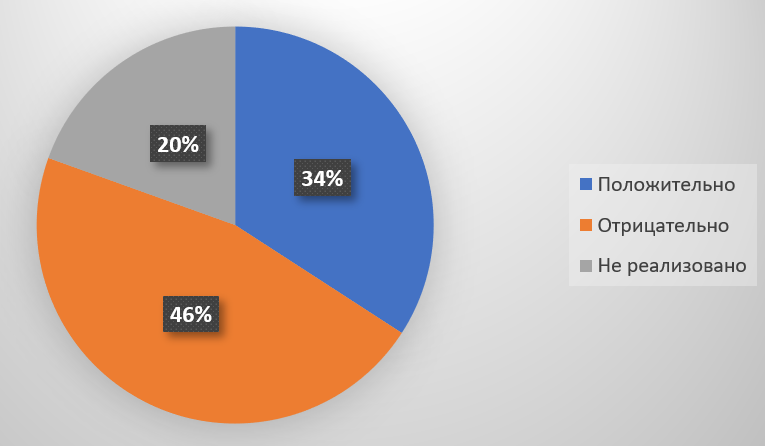 20%
34%
46%
Положительно
Отрицательно
Не реализовано